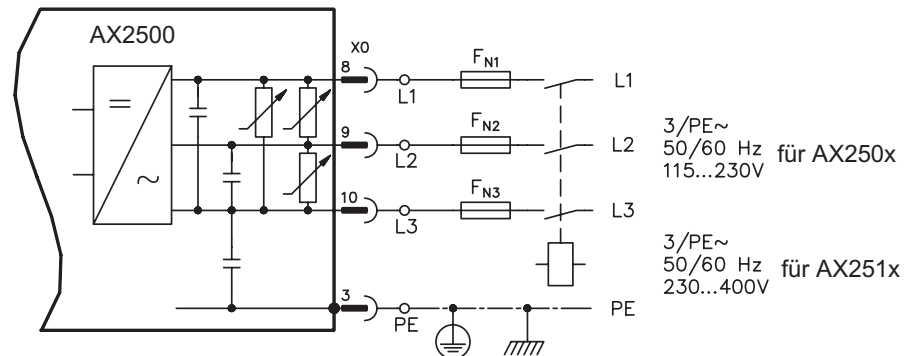 AX2500
X0
8
L1
F_N1
L1
9
L2
F_N2
L2
10
L3
F_N3
L3
3
PE
PE
3/PE~
50/60 Hz
115...230V
für AX250x
3/PE~
50/60 Hz
230...400V
für AX251x
=
~